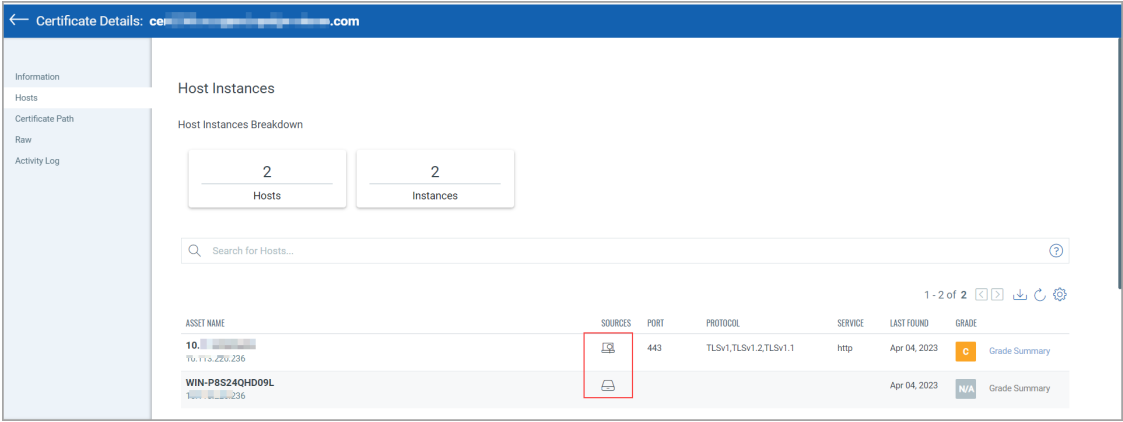 Certificate Details: cer .com
Information
Hosts
Certificate Path
Raw
Activity Log
Host Instances
Host Instances Breakdown
2
Hosts
2
Instances
Search for Hosts...
1 - 2 of 2
ASSET NAME SOURCES PORT PROTOCOL SERVICE LAST FOUND GRADE
10. 443 TLSv1,TLSv1.2,TLSv1.1 http Apr 04, 2023 C Grade Summary
WIN-P8S24QHD09L Apr 04, 2023 N/A Grade Summary
236